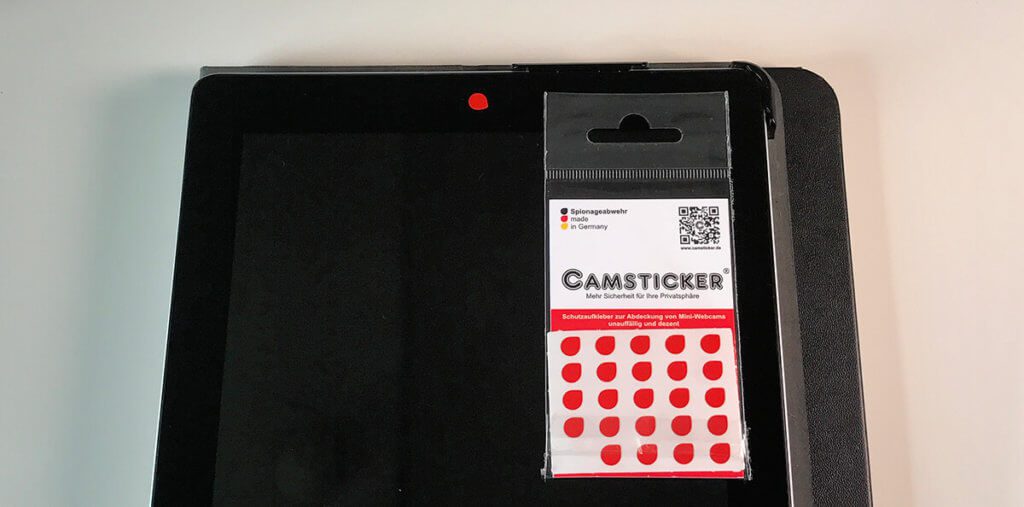 Spionageabwehr
made
in Germany
www.camsticker.de
CAMSTICKER®
Mehr Sicherheit für Ihre Privatsphäre
Schutzaufkleber zur Abdeckung von Mini-Webcams
unauffällig und dezent